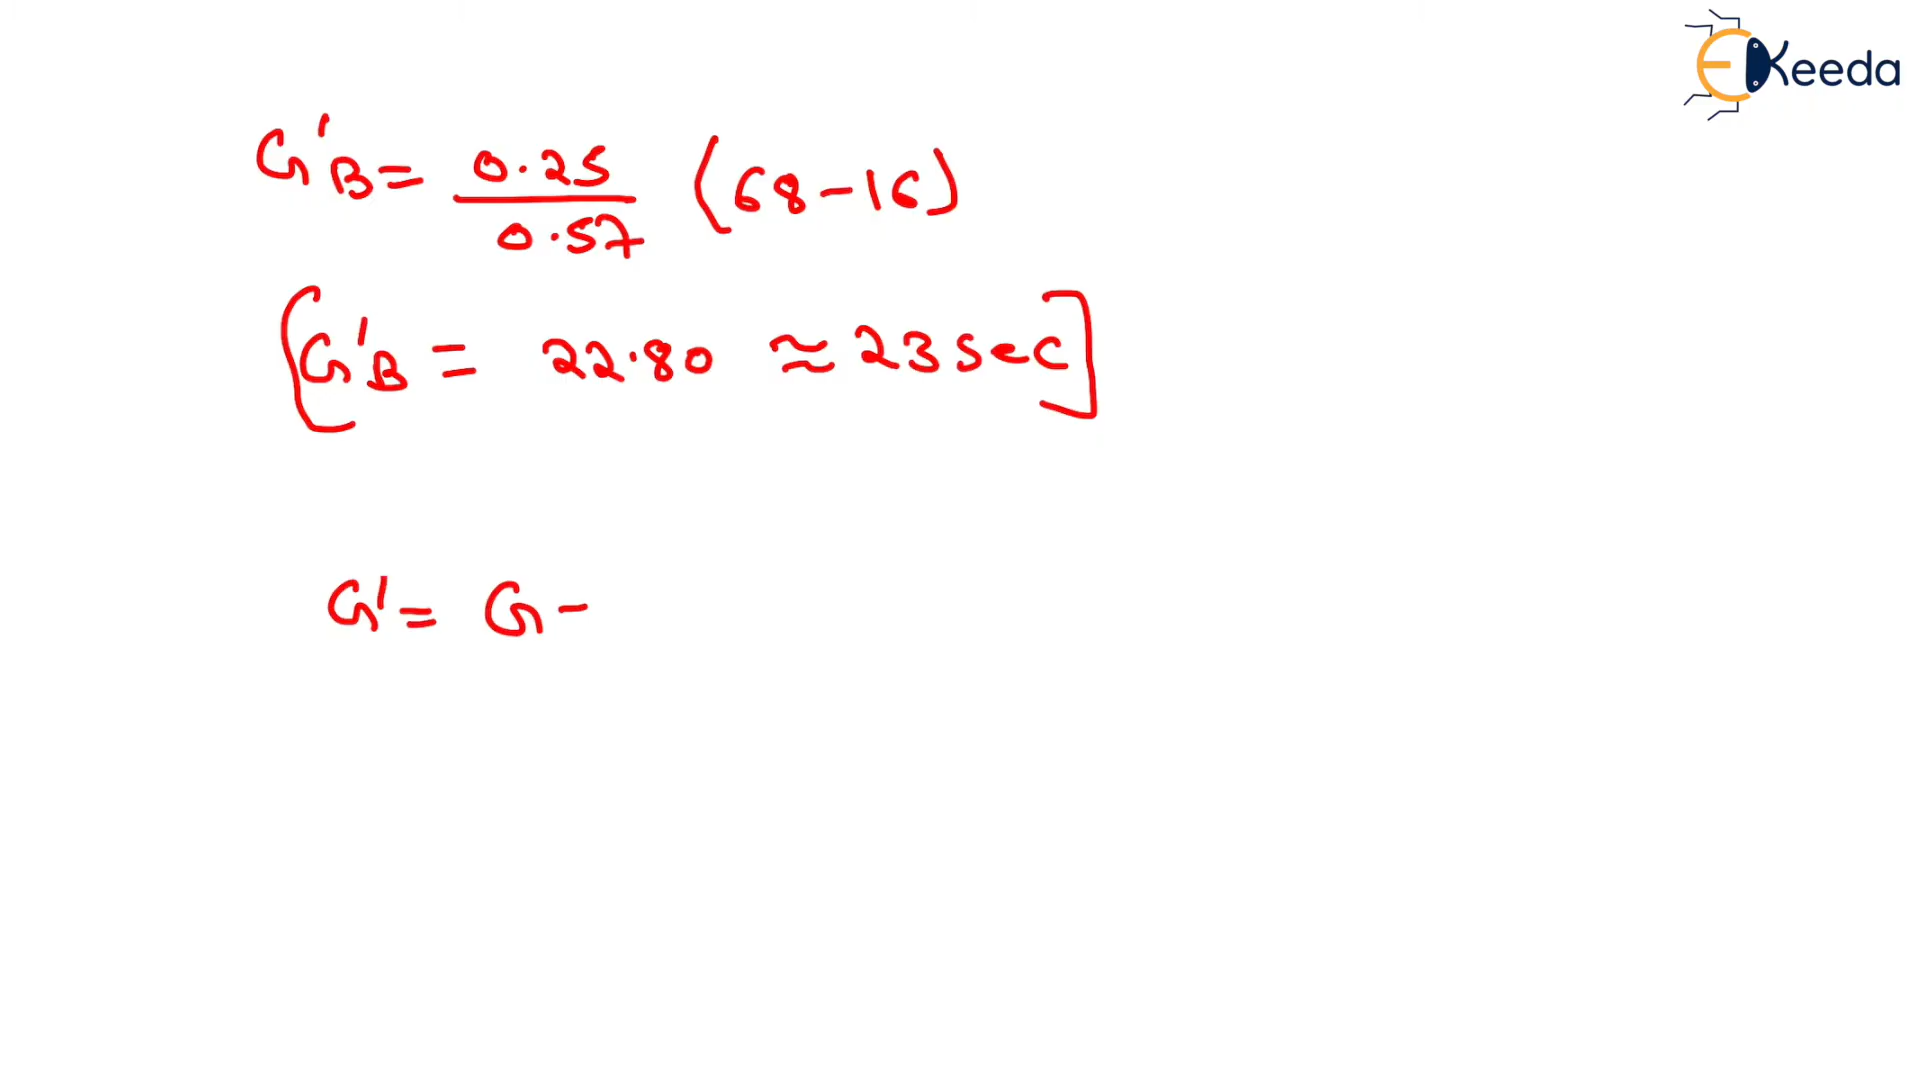 EKeeda
G'B = 0.25 / 0.57 (68-16)
[G'B = 22.80 ≈ 23 sec]
G' = G -